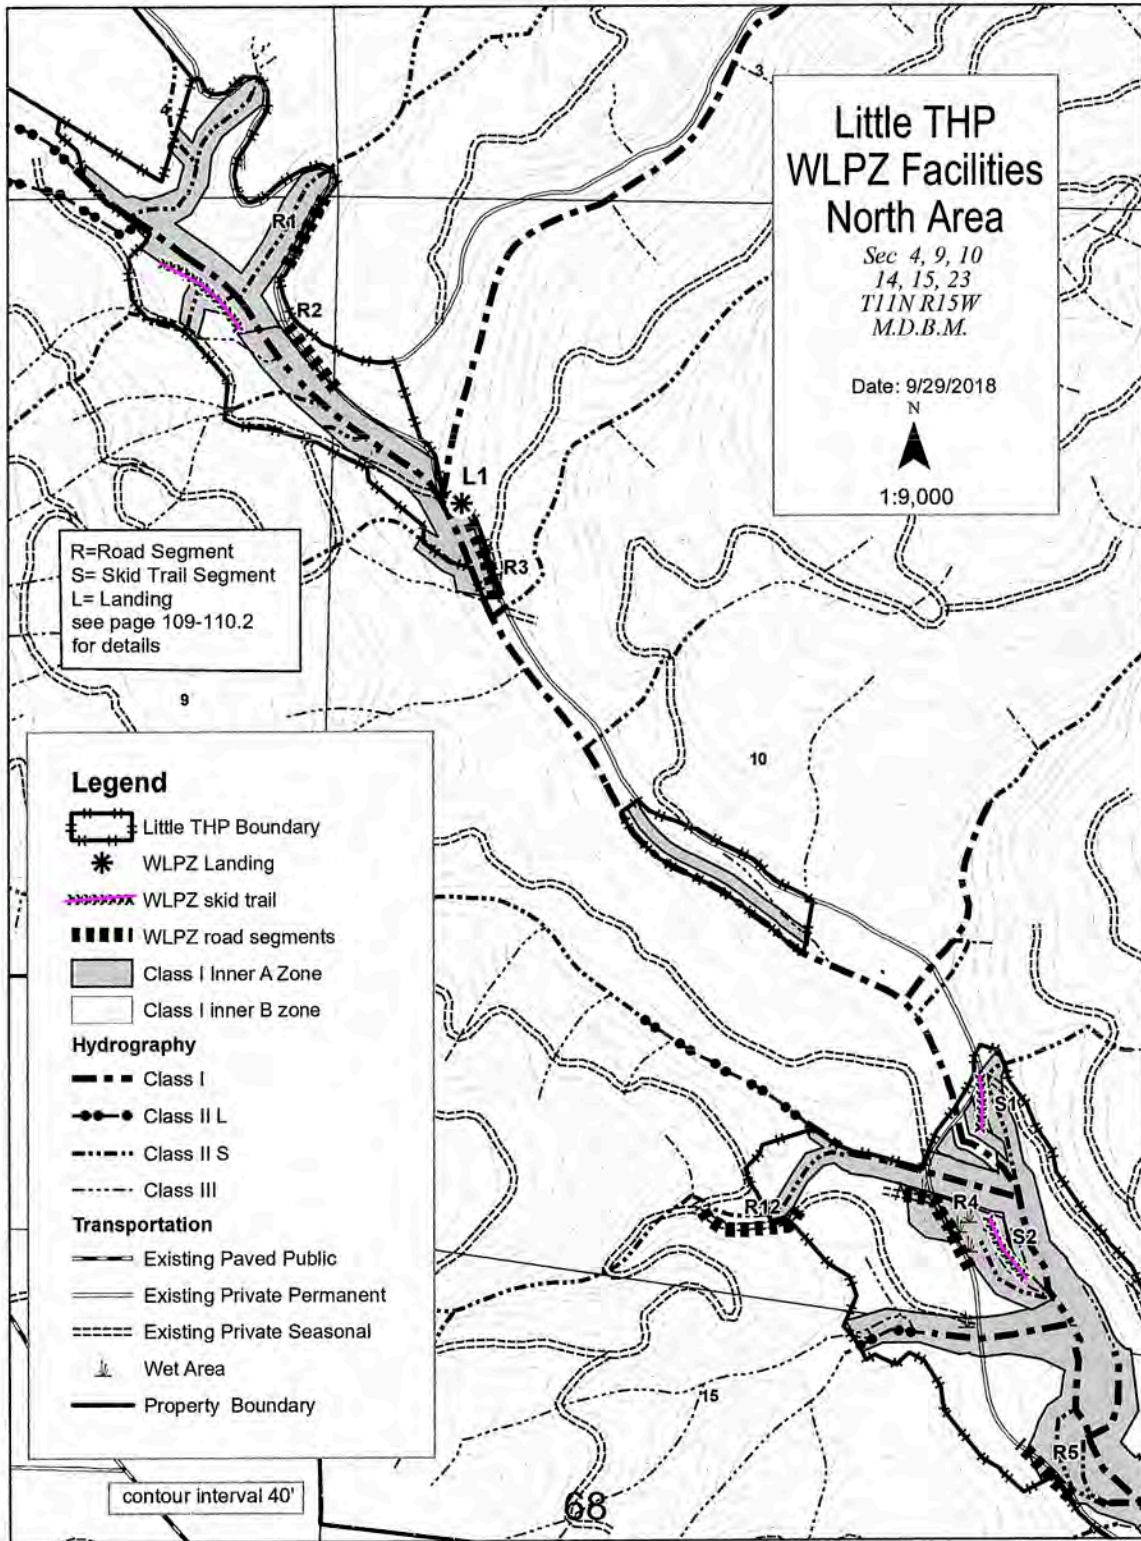 Little THP
WLPZ Facilities
North Area
Sec 4, 9, 10
14, 15, 23
T11N R15W
M.D.B.M.
Date: 9/29/2018
N
1:9,000
3
4
R1
R2
L1
R3
R=Road Segment
S= Skid Trail Segment
L= Landing
see page 109-110.2
for details
9
10
Legend
Little THP Boundary
WLPZ Landing
WLPZ skid trail
WLPZ road segments
Class I Inner A Zone
Class I inner B zone
Hydrography
Class I
Class II L
Class II S
Class III
Transportation
Existing Paved Public
Existing Private Permanent
Existing Private Seasonal
Wet Area
Property Boundary
S1
R12
R4
S2
15
R5
contour interval 40'
68